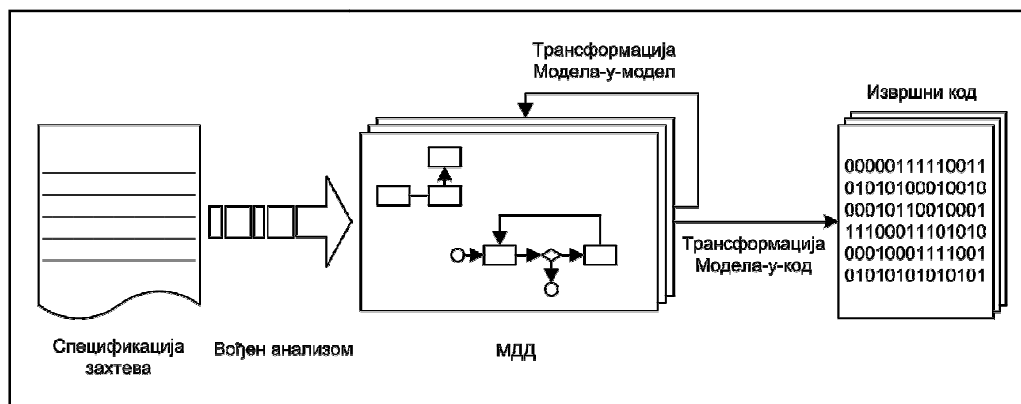 Трансформација
Модела-у-модел
Извршни код
00000111110011
01010100010010
00010110010001
11100011101010
00010001111001
01010101010101
Трансформација
Модела-у-код
Спецификација
захтева
Вођен анализом
МДД